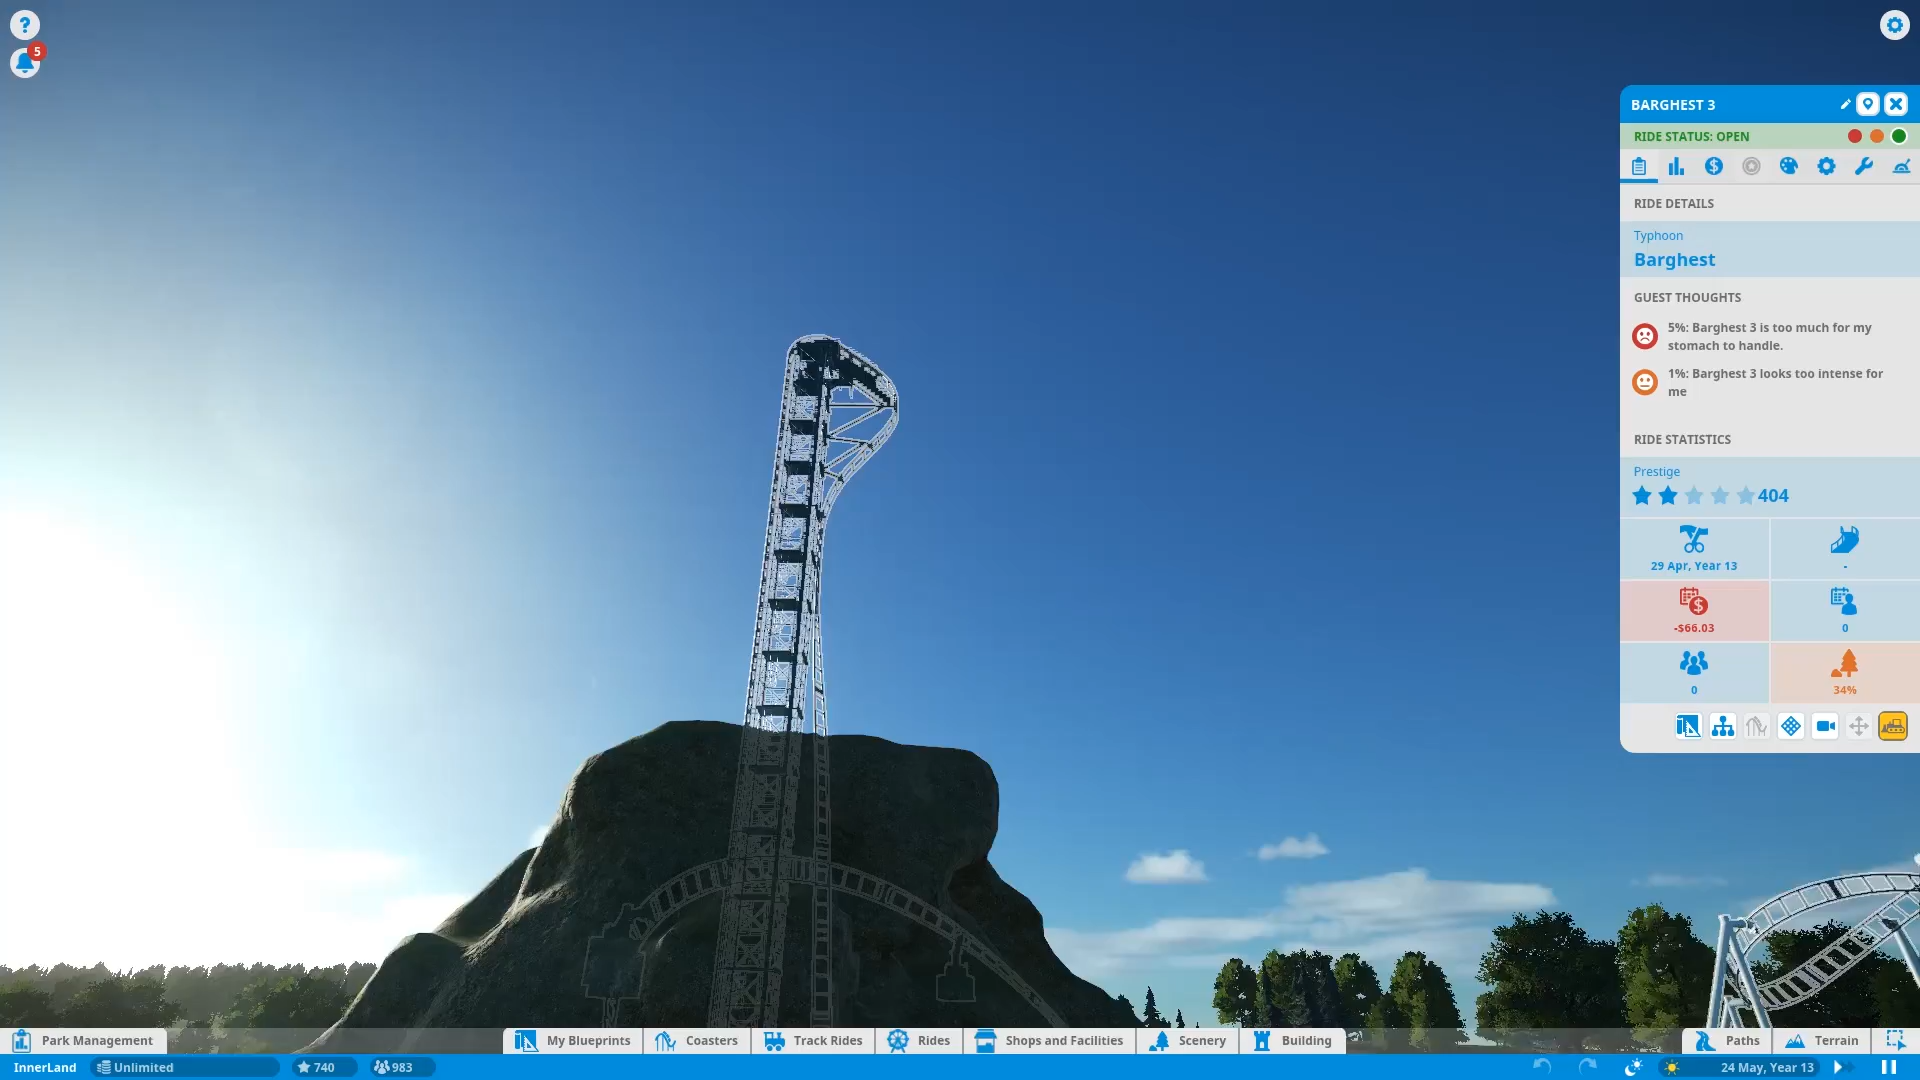 ?
5
BARGHEST 3
RIDE STATUS: OPEN
RIDE DETAILS
Typhoon
Barghest
GUEST THOUGHTS
5%: Barghest 3 is too much for my
stomach to handle.
1%: Barghest 3 looks too intense for
me
RIDE STATISTICS
Prestige
404
29 Apr, Year 13
-
-$66.03
0
0
34%
Park Management
My Blueprints
Coasters
Track Rides
Rides
Shops and Facilities
Scenery
Building
Paths
Terrain
InnerLand
Unlimited
740
983
24 May, Year 13